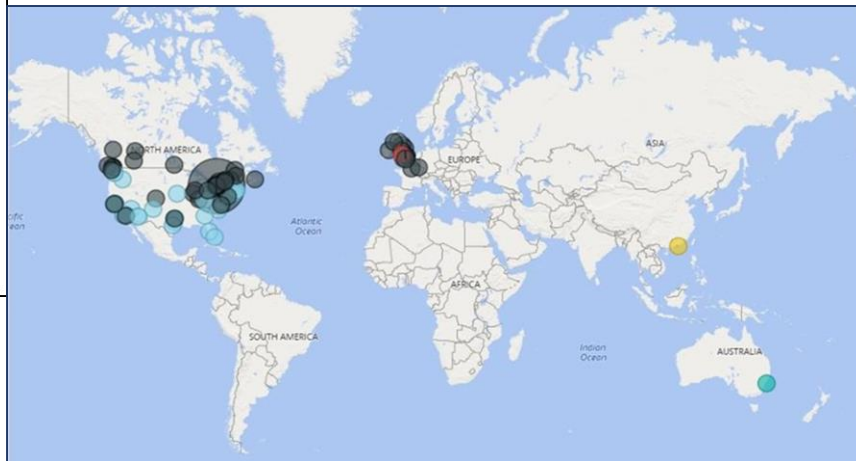 NORTH AMERICA
EUROPE
ASIA
Atlantic
Ocean
AFRICA
SOUTH AMERICA
Indian
Ocean
AUSTRALIA